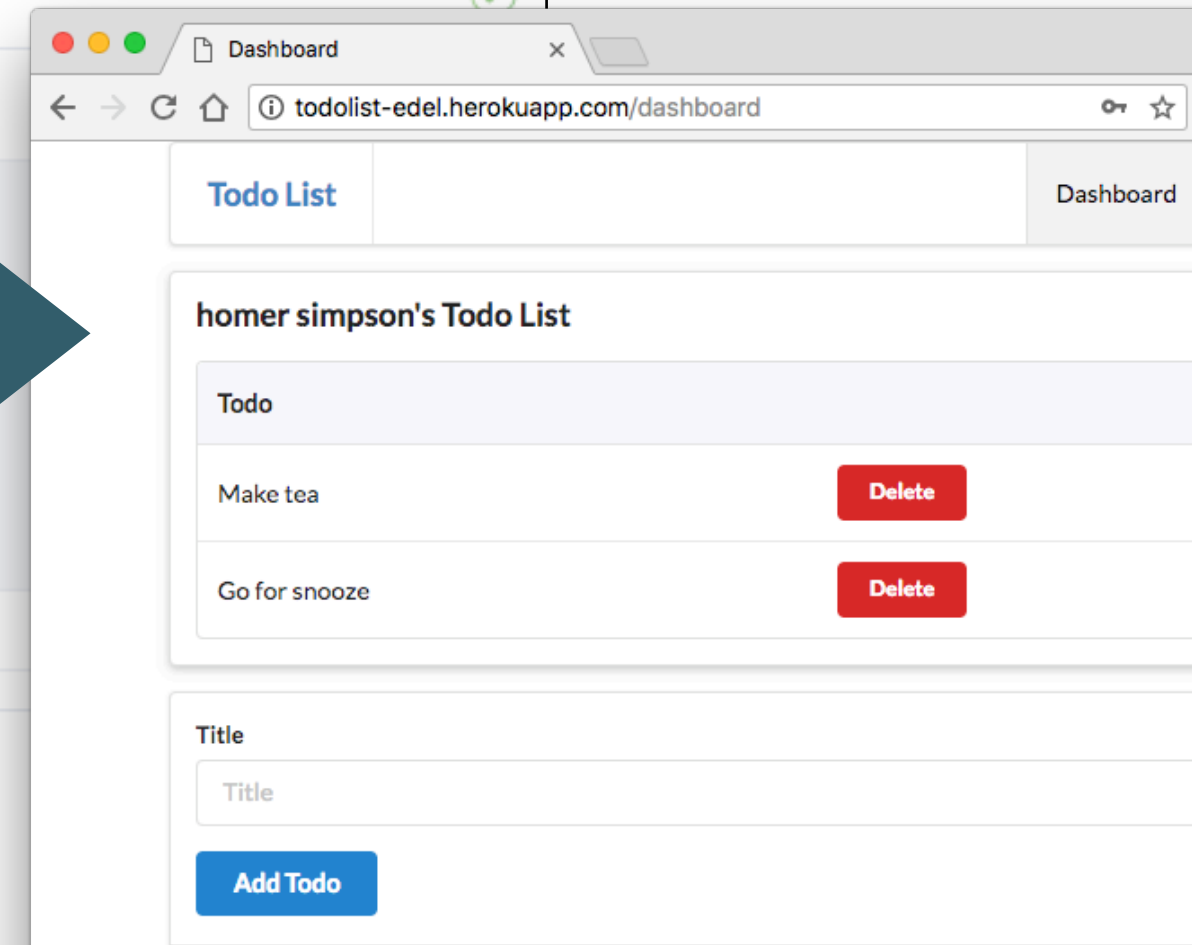 Dashboard
todolist-edel.herokuapp.com/dashboard
Todo List
Dashboard
homer simpson's Todo List
Todo
Make tea
Delete
Go for snooze
Delete
Title
Title
Add Todo